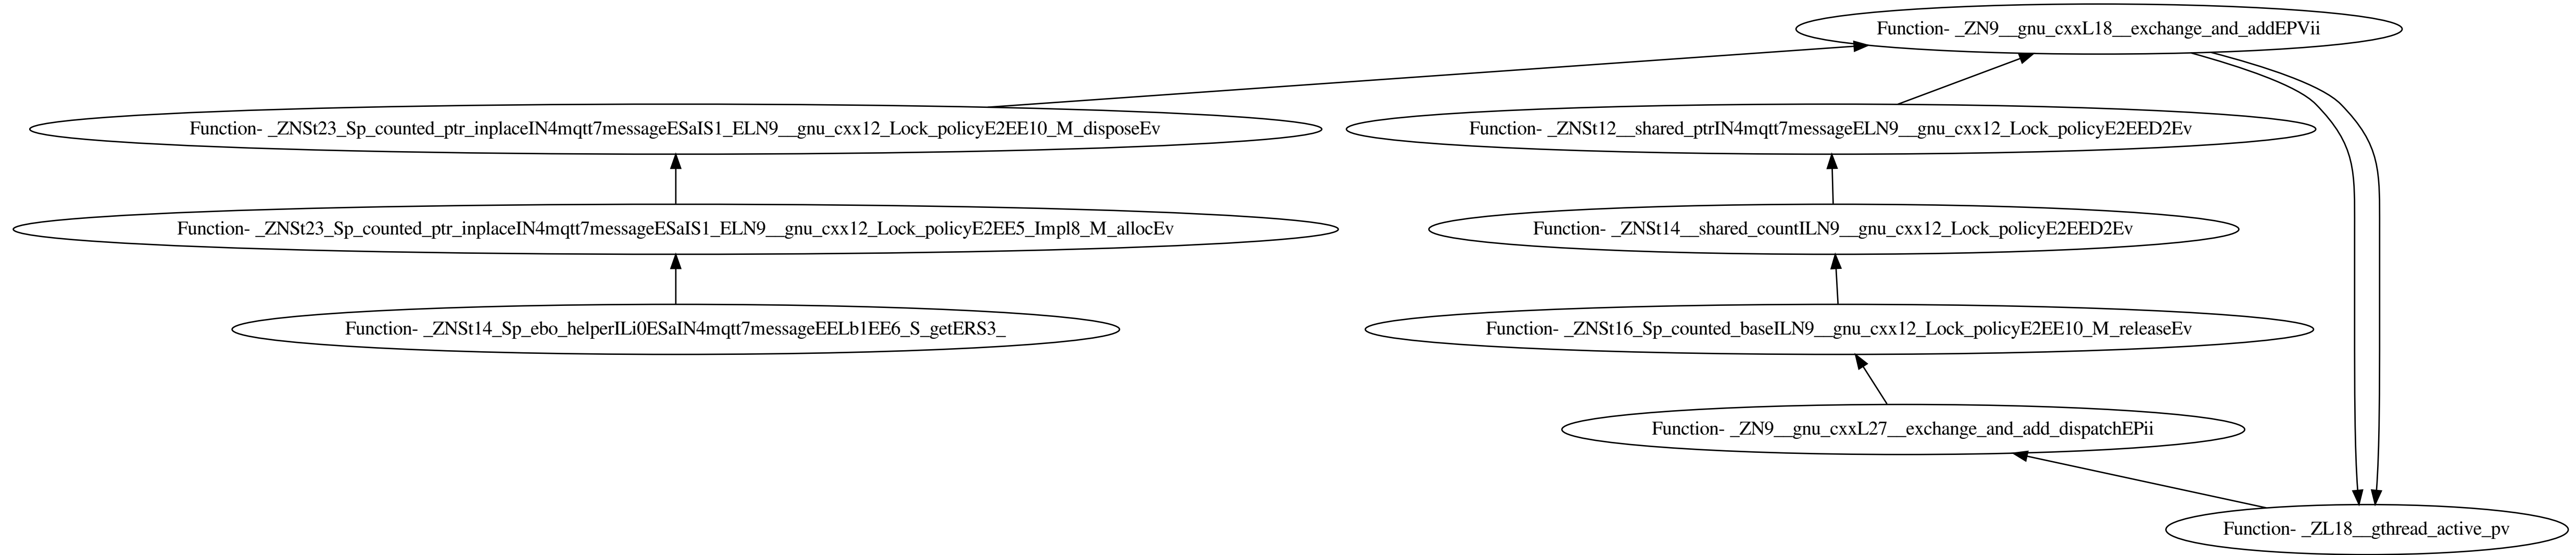 Function- _ZN9__gnu_cxxL18__exchange_and_addEPVii
Function- _ZNSt23_Sp_counted_ptr_inplaceIN4mqtt7messageESaIS1_ELN9__gnu_cxx12_Lock_policyE2EE10_M_disposeEv
Function- _ZNSt12__shared_ptrIN4mqtt7messageELN9__gnu_cxx12_Lock_policyE2EED2Ev
Function- _ZNSt23_Sp_counted_ptr_inplaceIN4mqtt7messageESaIS1_ELN9__gnu_cxx12_Lock_policyE2EE5_Impl8_M_allocEv
Function- _ZNSt14__shared_countILN9__gnu_cxx12_Lock_policyE2EED2Ev
Function- _ZNSt14_Sp_ebo_helperILi0ESaIN4mqtt7messageEELb1EE6_S_getERS3_
Function- _ZNSt16_Sp_counted_baseILN9__gnu_cxx12_Lock_policyE2EE10_M_releaseEv
Function- _ZN9__gnu_cxxL27__exchange_and_add_dispatchEPii
Function- _ZL18__gthread_active_pv